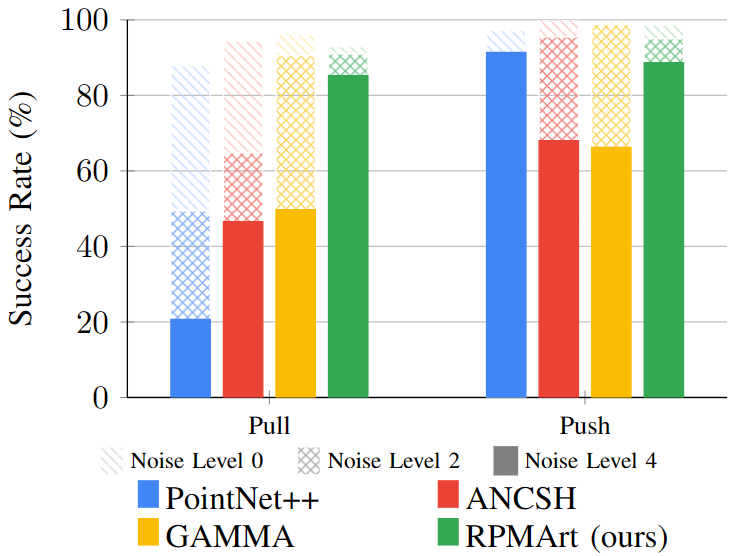 100
80
60
40
20
0
Success Rate (%)
Pull Push
Noise Level 0 Noise Level 2 Noise Level 4
PointNet++ ANCSH
GAMMA RPMArt (ours)